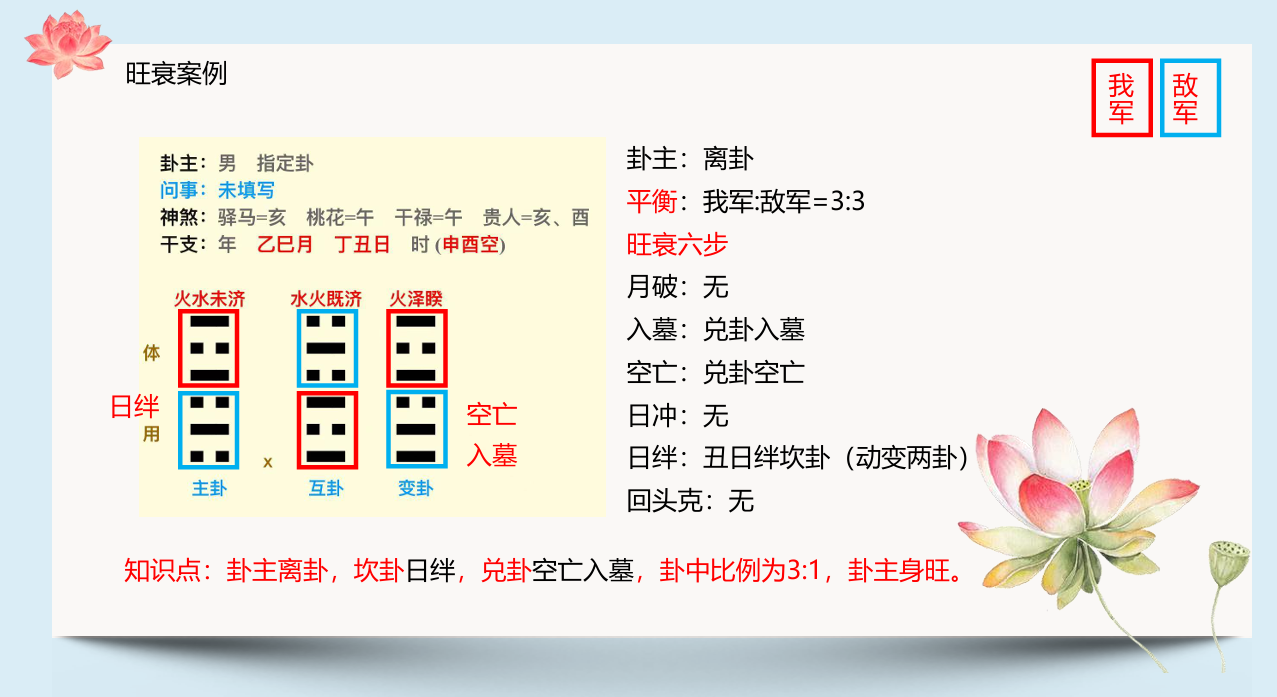 旺衰案例
我军
敌军
卦主：男 指定卦
问事：未填写
神煞：驿马=亥 桃花=午 干禄=午 贵人=亥、酉
干支：年 乙巳月 丁丑日 时 (申酉空)
火水未济 水火既济 火泽睽
体
日绊
用
x
空亡
入墓
主卦 互卦 变卦
卦主：离卦
平衡：我军:敌军=3:3
旺衰六步
月破：无
入墓：兑卦入墓
空亡：兑卦空亡
日冲：无
日绊：丑日绊坎卦（动变两卦）
回头克：无
知识点：卦主离卦，坎卦日绊，兑卦空亡入墓，卦中比例为3:1，卦主身旺。